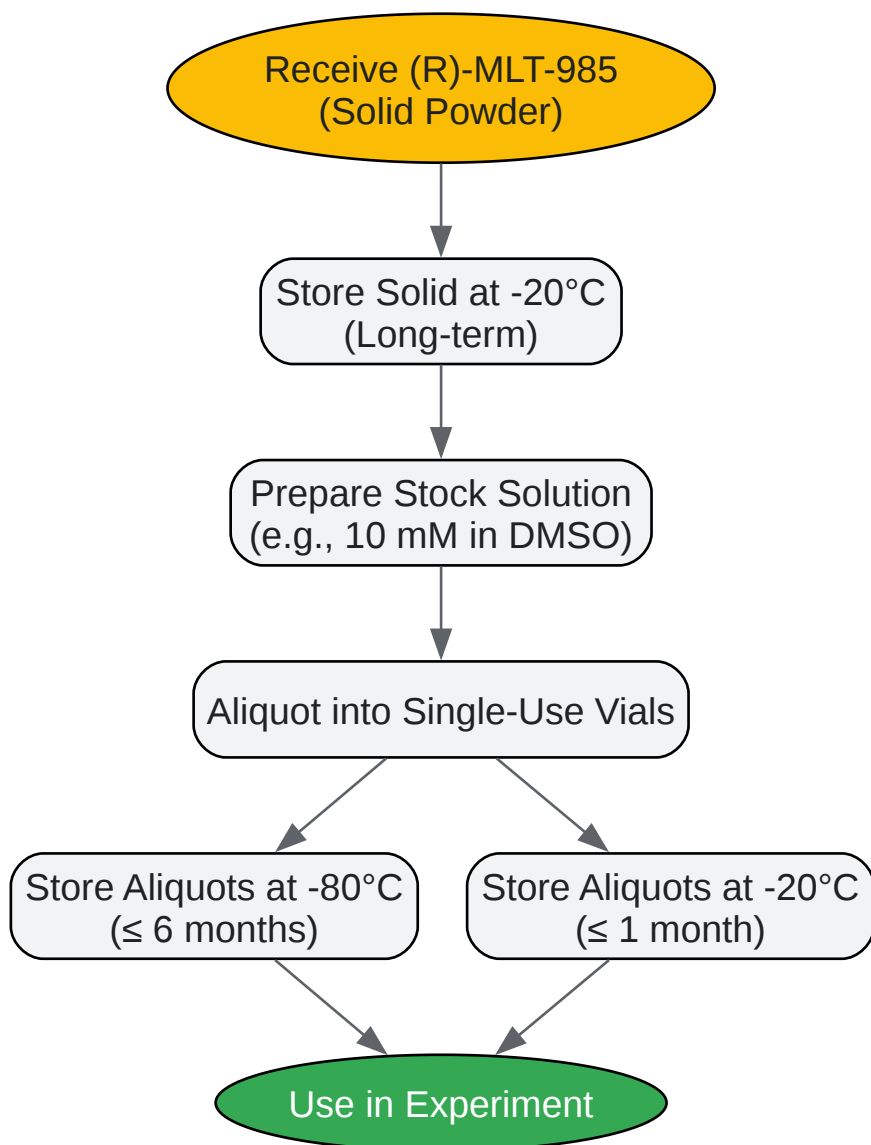 Receive (R)-MLT-985
(Solid Powder)
Store Solid at -20°C
(Long-term)
Prepare Stock Solution
(e.g., 10 mM in DMSO)
Aliquot into Single-Use Vials
Store Aliquots at -80°C
(≤ 6 months)
Store Aliquots at -20°C
(≤ 1 month)
Use in Experiment